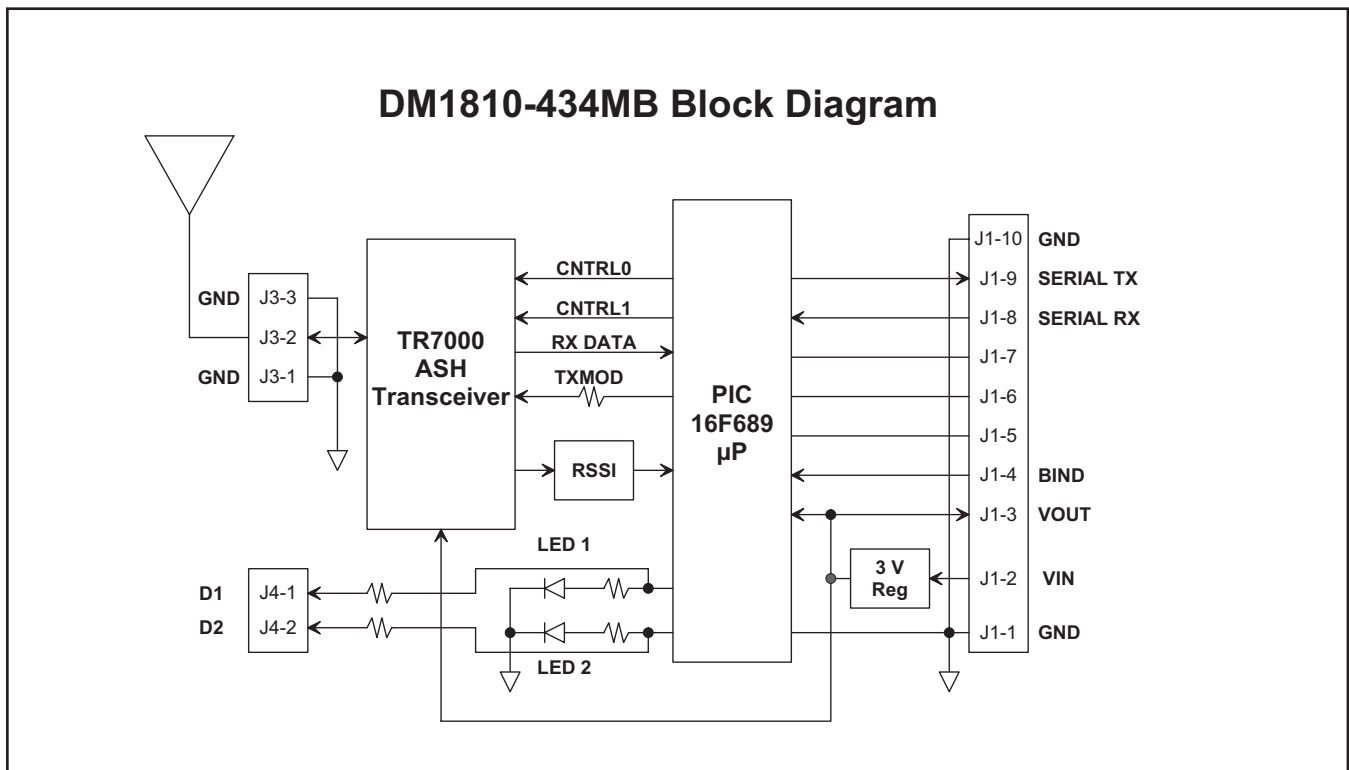 DM1810-434MB Block Diagram
GND
J3-3
J3-2
GND
J3-1
TR7000
ASH
Transceiver
CNTRL0
CNTRL1
RX DATA
TXMOD
RSSI
PIC
16F689
µP
J1-10 GND
J1-9 SERIAL TX
J1-8 SERIAL RX
J1-7
J1-6
J1-5
J1-4 BIND
J1-3 VOUT
3 V
Reg
J1-2 VIN
J1-1 GND
LED 1
D1 J4-1
D2 J4-2
LED 2